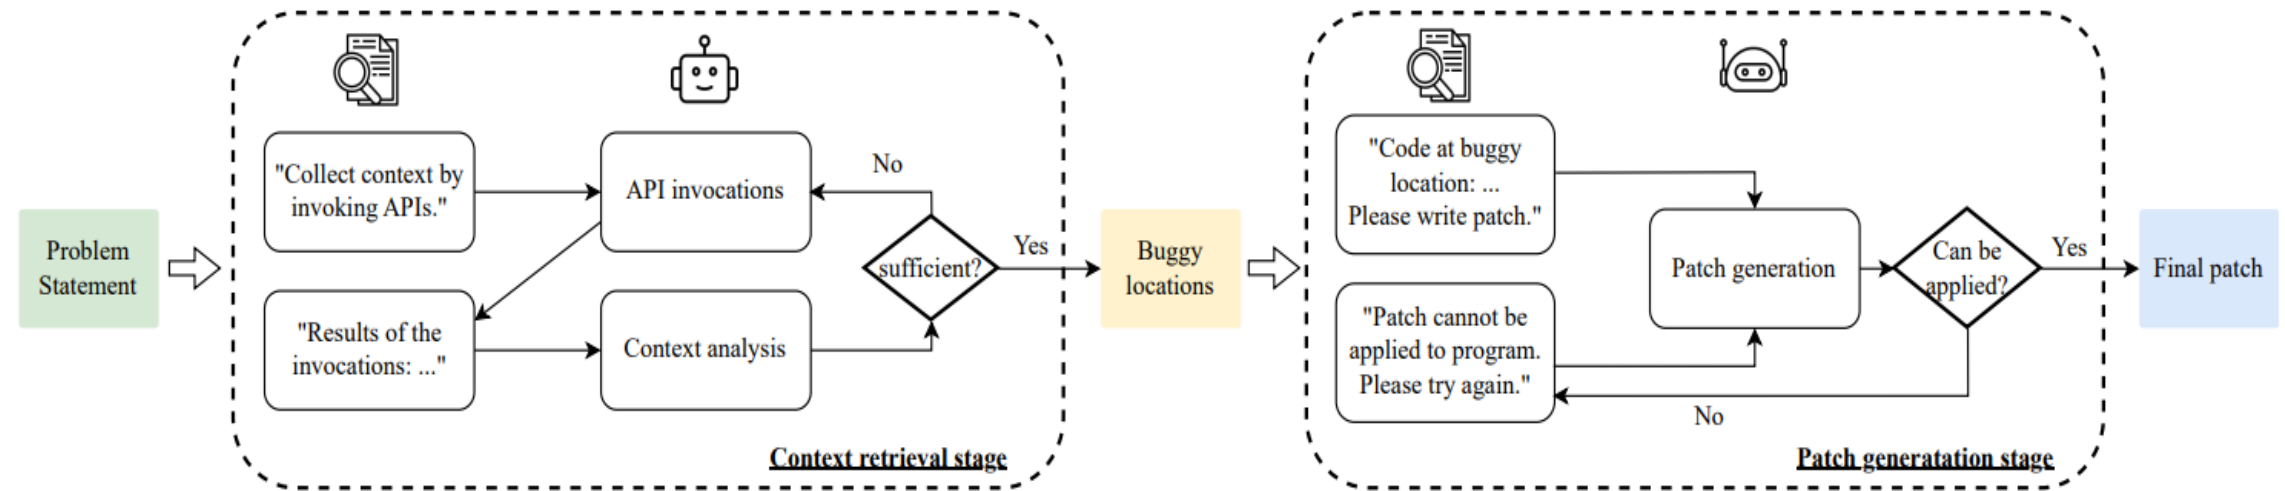 Problem
Statement
"Collect context by
invoking APIs."
API invocations
"Results of the
invocations: ..."
Context analysis
No
sufficient?
Yes
Context retrieval stage
Buggy
locations
"Code at buggy
location: ...
Please write patch."
"Patch cannot be
applied to program.
Please try again."
Patch generation
Can be
applied?
Yes
No
Patch generatation stage
Final patch